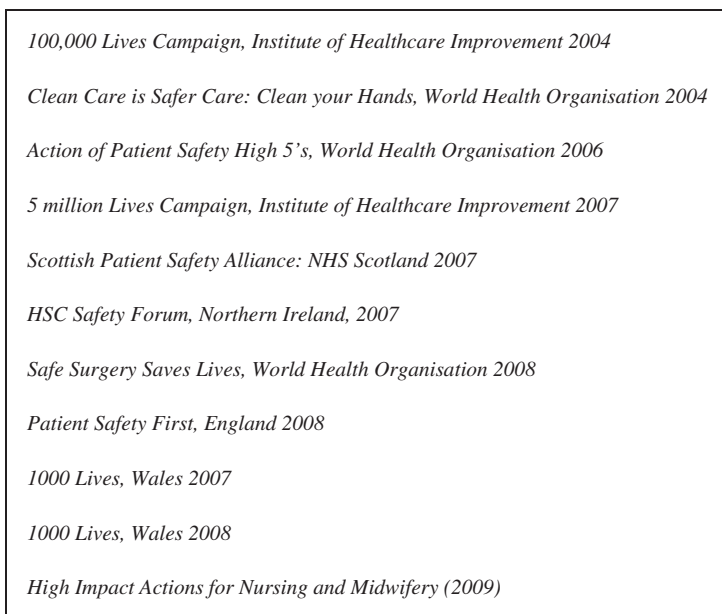 100,000 Lives Campaign, Institute of Healthcare Improvement 2004
Clean Care is Safer Care: Clean your Hands, World Health Organisation 2004
Action of Patient Safety High 5's, World Health Organisation 2006
5 million Lives Campaign, Institute of Healthcare Improvement 2007
Scottish Patient Safety Alliance: NHS Scotland 2007
HSC Safety Forum, Northern Ireland, 2007
Safe Surgery Saves Lives, World Health Organisation 2008
Patient Safety First, England 2008
1000 Lives, Wales 2007
1000 Lives, Wales 2008
High Impact Actions for Nursing and Midwifery (2009)